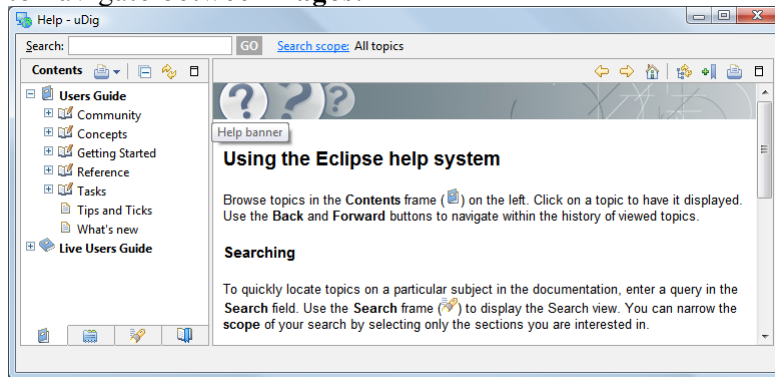 to navigate between
Help - uDig
Search: GO Search scope: All topics
Contents
Users Guide
Community
Concepts
Getting Started
Reference
Tasks
Tips and Ticks
What's new
Live Users Guide
Help banner
Using the Eclipse help system
Browse topics in the Contents frame ( ) on the left. Click on a topic to have it displayed.
Use the Back and Forward buttons to navigate within the history of viewed topics.
Searching
To quickly locate topics on a particular subject in the documentation, enter a query in the
Search field. Use the Search frame ( ) to display the Search view. You can narrow the
scope of your search by selecting only the sections you are interested in.